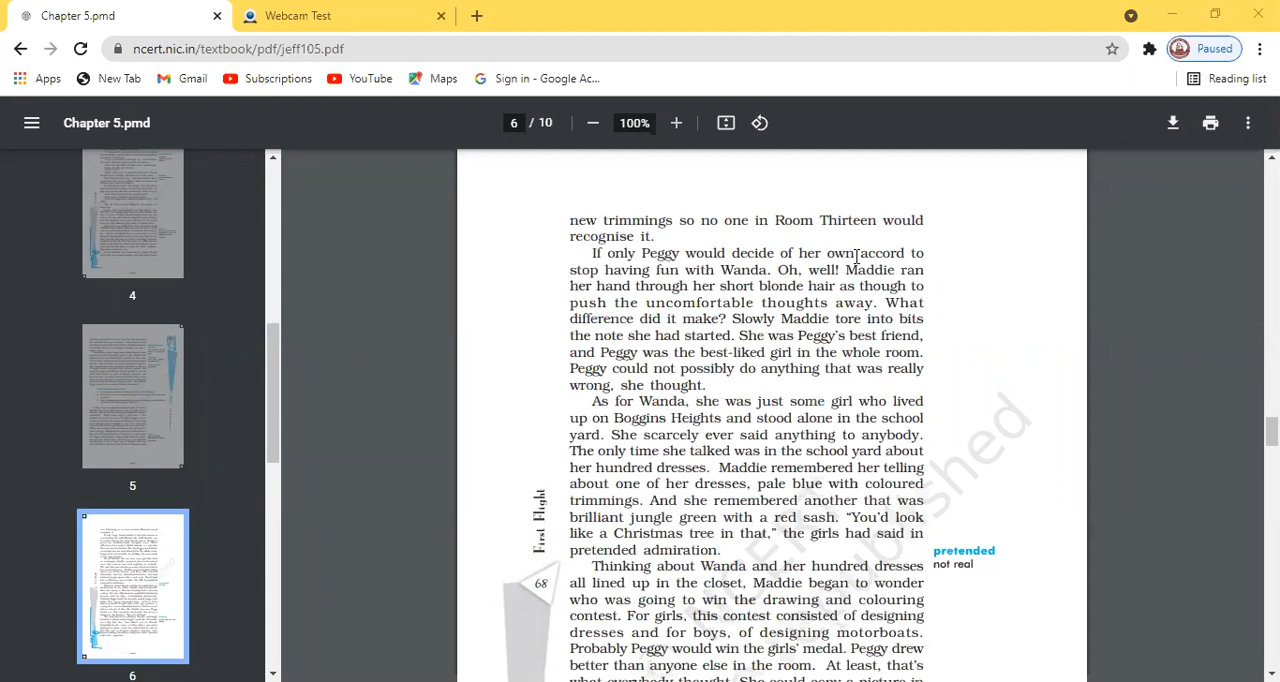 Chapter 5.pmd
Webcam Test
ncert.nic.in/textbook/pdf/jeff105.pdf
Paused
Apps
New Tab
Gmail
Subscriptions
YouTube
Maps
Sign in - Google Ac...
Reading list
Chapter 5.pmd
6 / 10
100%
4
5
6
new trimmings so no one in Room Thirteen would
recognise it.
If only Peggy would decide of her own accord to
stop having fun with Wanda. Oh, well! Maddie ran
her hand through her short blonde hair as though to
push the uncomfortable thoughts away. What
difference did it make? Slowly Maddie tore into bits
the note she had started. She was Peggy's best friend,
and Peggy was the best-liked girl in the whole room.
Peggy could not possibly do anything that was really
wrong, she thought.
As for Wanda, she was just some girl who lived
up on Boggins Heights and stood alone in the school
yard. She scarcely ever said anything to anybody.
The only time she talked was in the school yard about
her hundred dresses. Maddie remembered her telling
about one of her dresses, pale blue with coloured
trimmings. And she remembered another that was
brilliant jungle green with a red sash. “You'd look
like a Christmas tree in that,” the girls had said in
pretended admiration.
Thinking about Wanda and her hundred dresses
all lined up in the closet, Maddie began to wonder
was going to win the drawing and colouring
contest. For girls, this contest consisted of designing
dresses and for boys, of designing motorboats.
Probably Peggy would win the girls' medal. Peggy drew
better than anyone else in the room. At least, that's
what everybody thought. She could copy a picture in
pretended
not real
First Flight
68